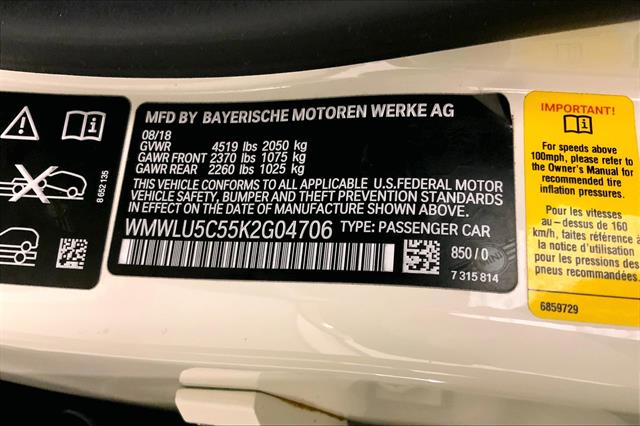 8 652 135
MFD BY BAYERISCHE MOTOREN WERKE AG
08/18
GVWR 4519 lbs 2050 kg
GAWR FRONT 2370 lbs 1075 kg
GAWR REAR 2260 lbs 1025 kg
THIS VEHICLE CONFORMS TO ALL APPLICABLE U.S.FEDERAL MOTOR
VEHICLE SAFETY, BUMPER AND THEFT PREVENTION STANDARDS
IN EFFECT ON THE DATE OF MANUFACTURE SHOWN ABOVE.
WMWLU5C55K2G04706 TYPE: PASSENGER CAR
850/0
7 315 814
IMPORTANT!
For speeds above
100mph, please refer to
the Owner's Manual for
recommended tire
inflation pressures.
Pour les vitesses
au-dessus de 160
km/h, faites référence à
la notice d'utilisation
pour les pressions des
pneus recommandées.
6859729